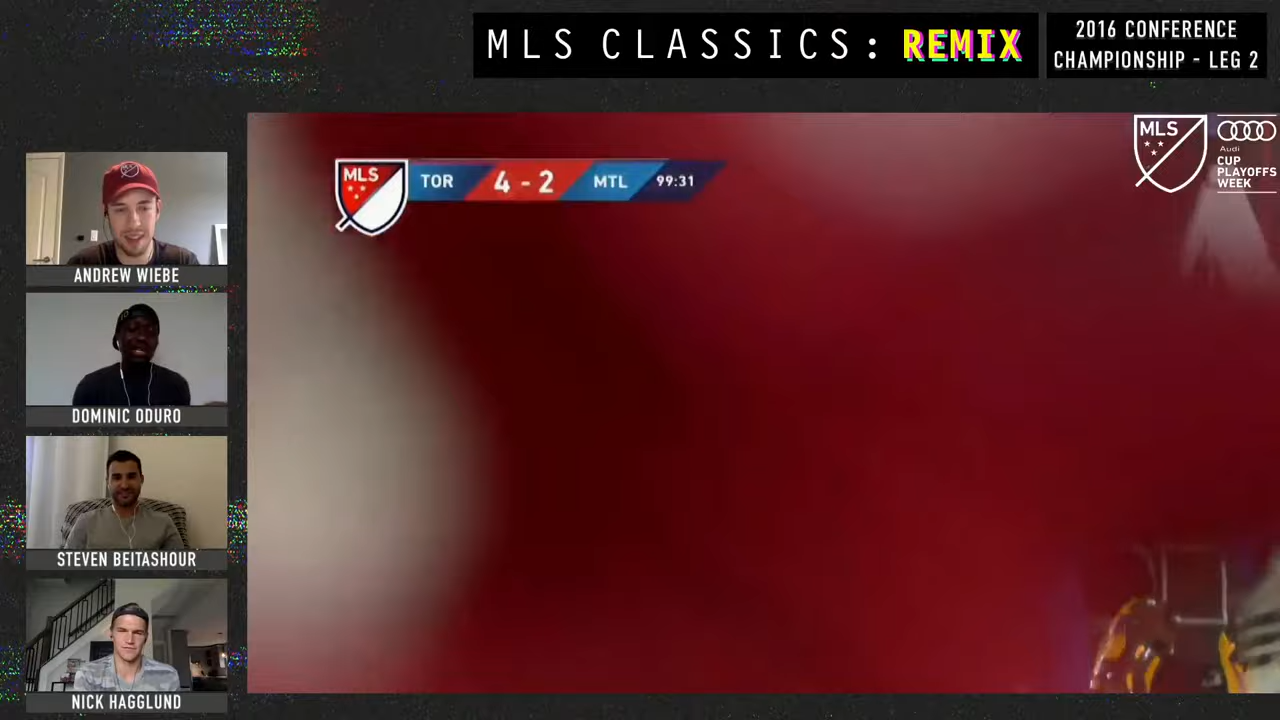 MLS CLASSICS: REMIX
2016 CONFERENCE
CHAMPIONSHIP - LEG 2
MLS
Audi
CUP
PLAYOFFS
WEEK
MLS
TOR 4 - 2 MTL 99:31
ANDREW WIEBE
DOMINIC ODURO
STEVEN BEITASHOUR
NICK HAGGLUND